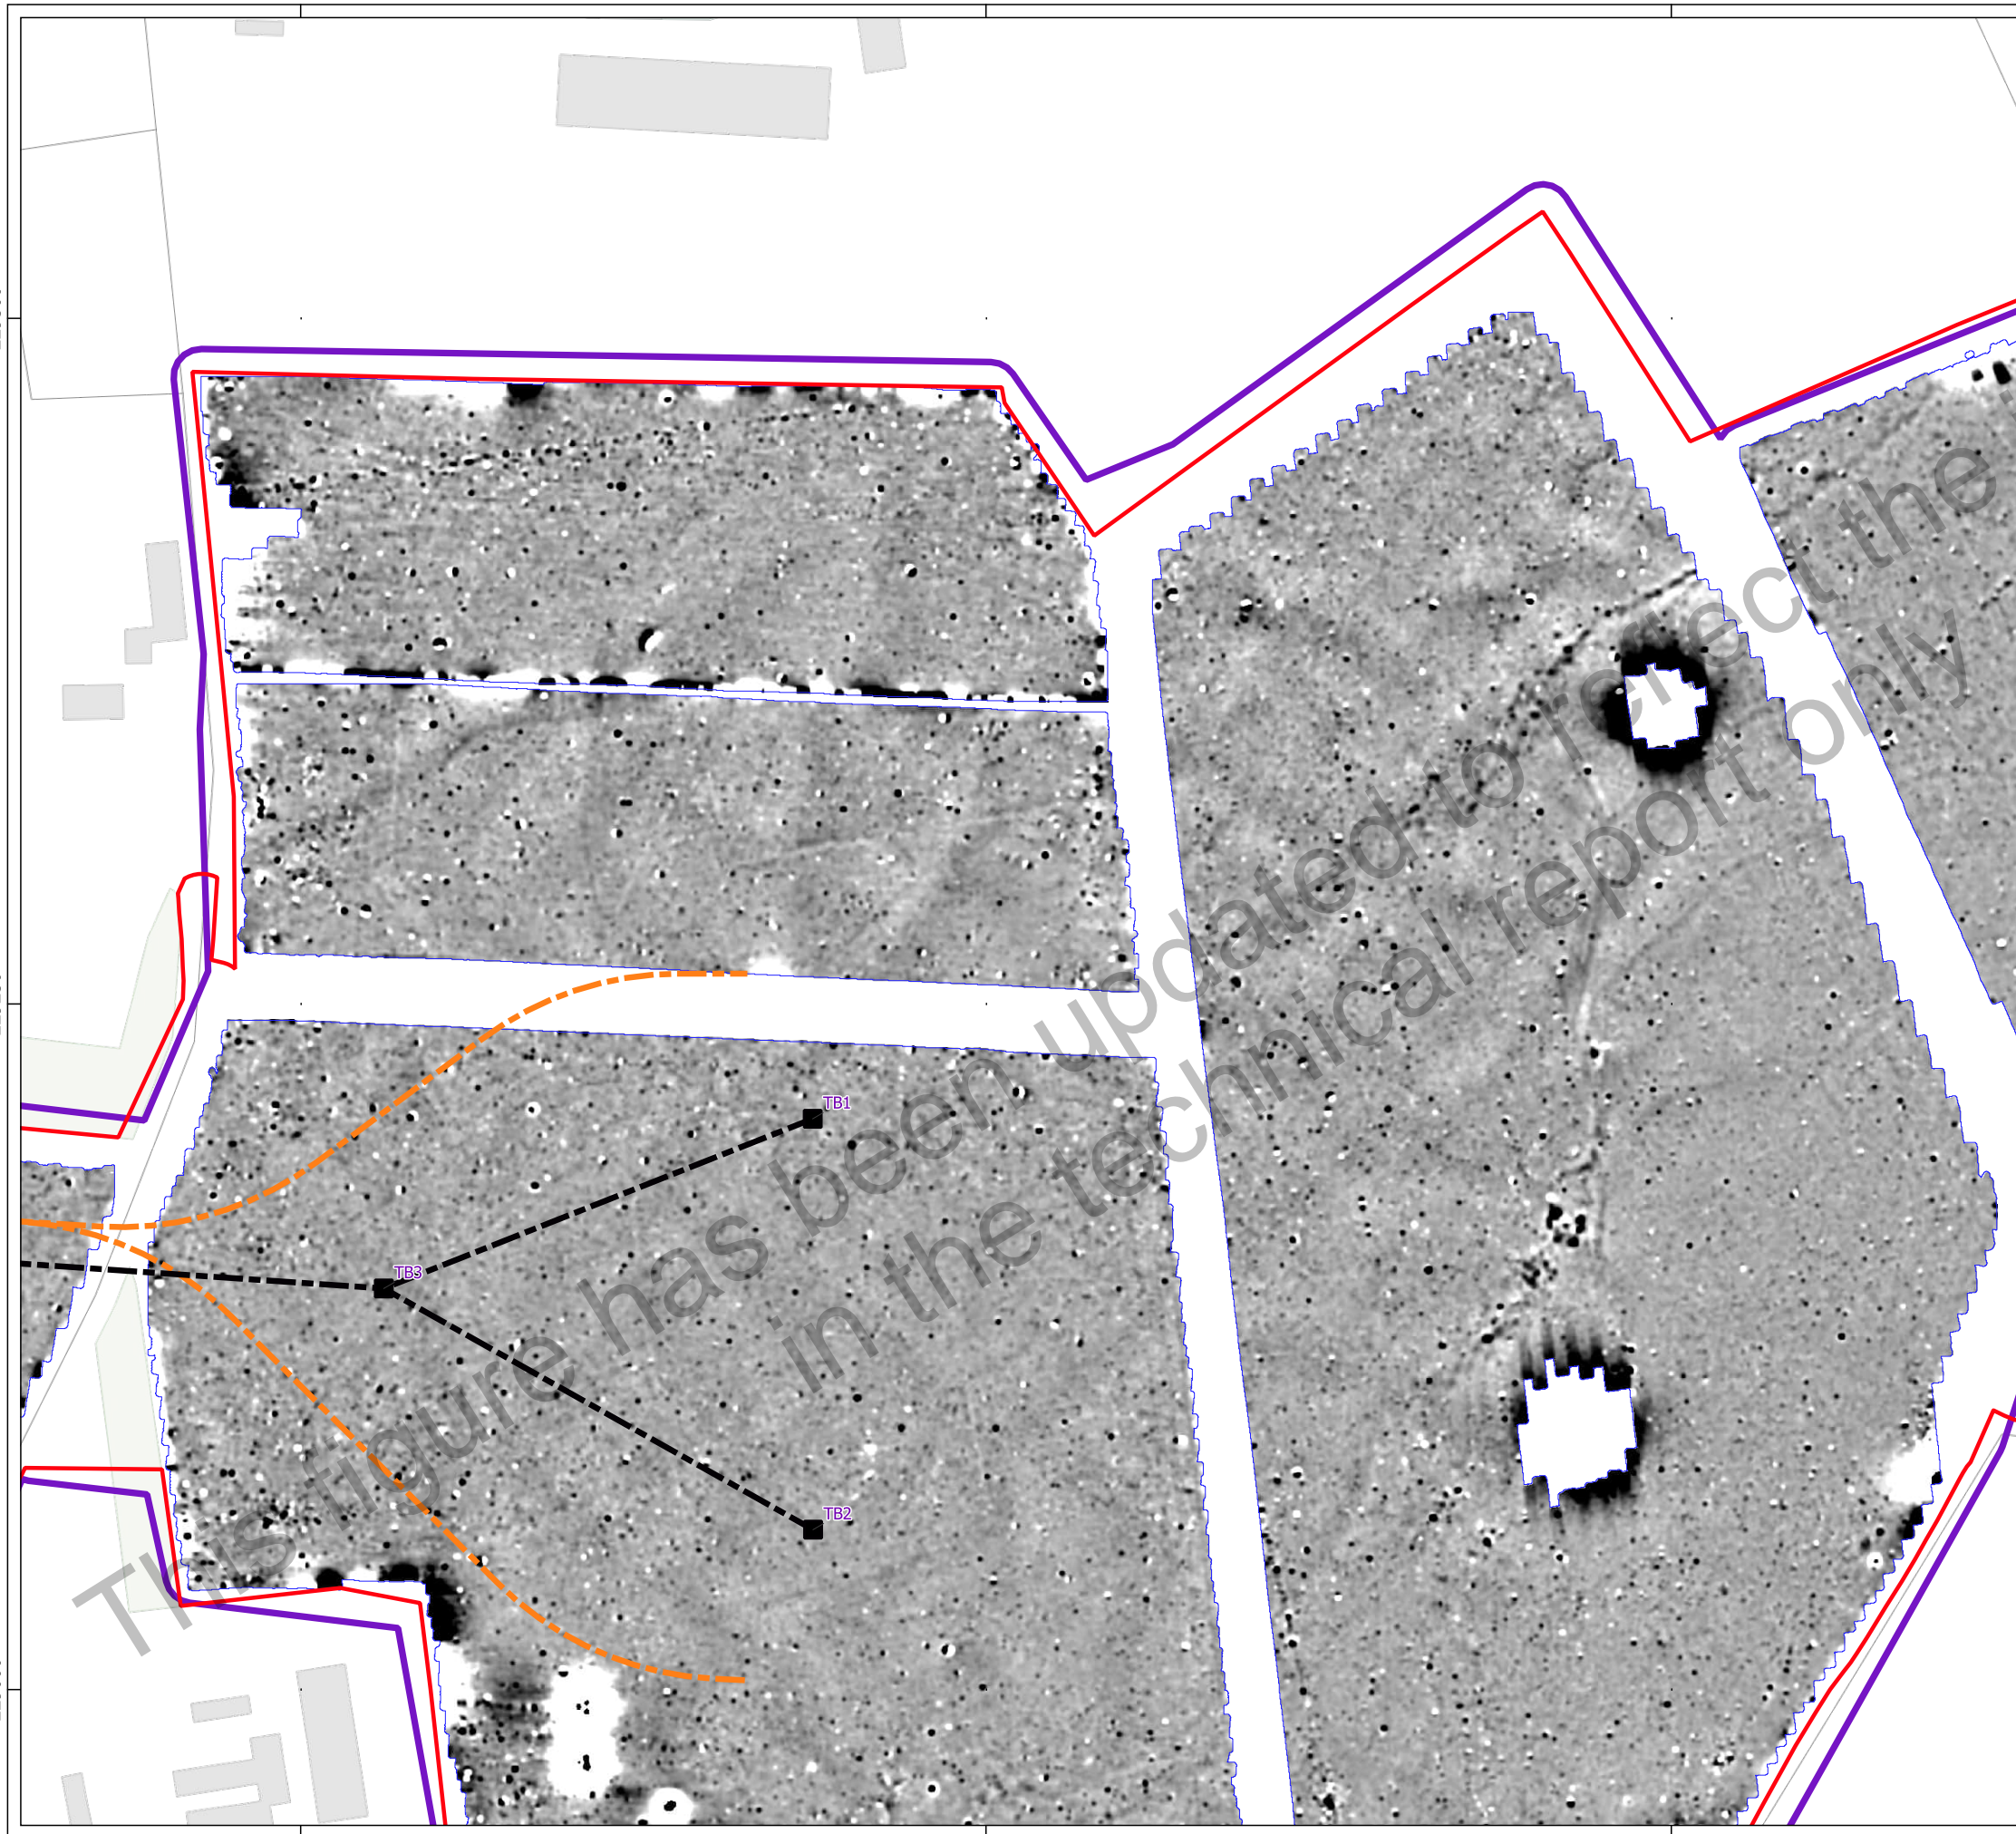 TB1
TB3
TB2
This figure has been updated to reflect the
in the technical report only